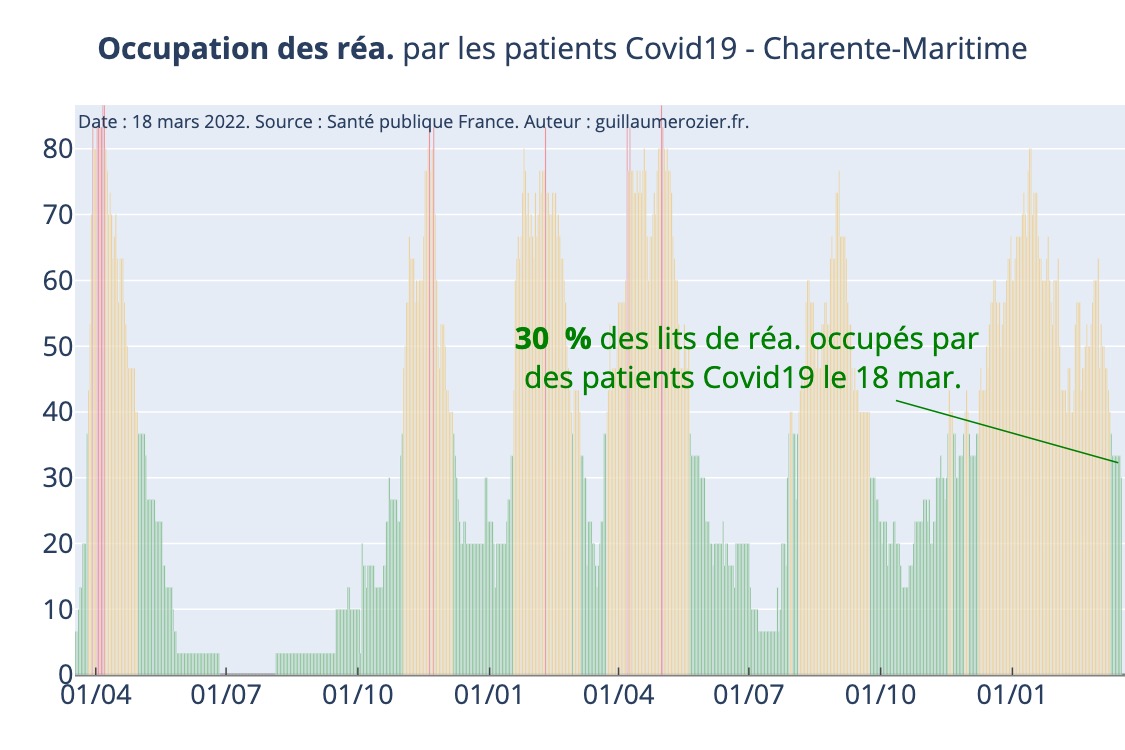 Occupation des réa. par les patients Covid19 - Charente-Maritime
Date : 18 mars 2022. Source : Santé publique France. Auteur : guillaumerozier.fr.
80
70
60
50
40
30
20
10
0
30 % des lits de réa. occupés par
des patients Covid19 le 18 mar.
01/04 01/07 01/10 01/01 01/04 01/07 01/10 01/01